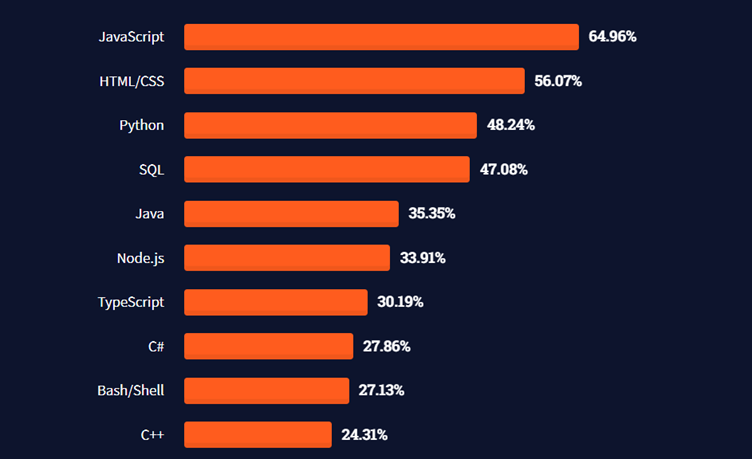 JavaScript 64.96%
HTML/CSS 56.07%
Python 48.24%
SQL 47.08%
Java 35.35%
Node.js 33.91%
TypeScript 30.19%
C# 27.86%
Bash/Shell 27.13%
C++ 24.31%